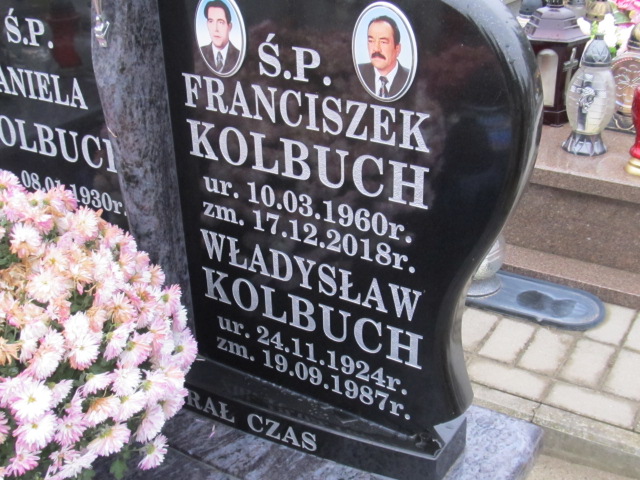 Ś.P.
ANIELA
KOLBUCH
08.01.1930r.
Ś.P.
FRANCISZEK
KOLBUCH
ur. 10.03.1960r.
zm. 17.12.2018r.
WŁADYSŁAW
KOLBUCH
ur. 24.11.1924r.
zm. 19.09.1987r.
RAŁ CZAS